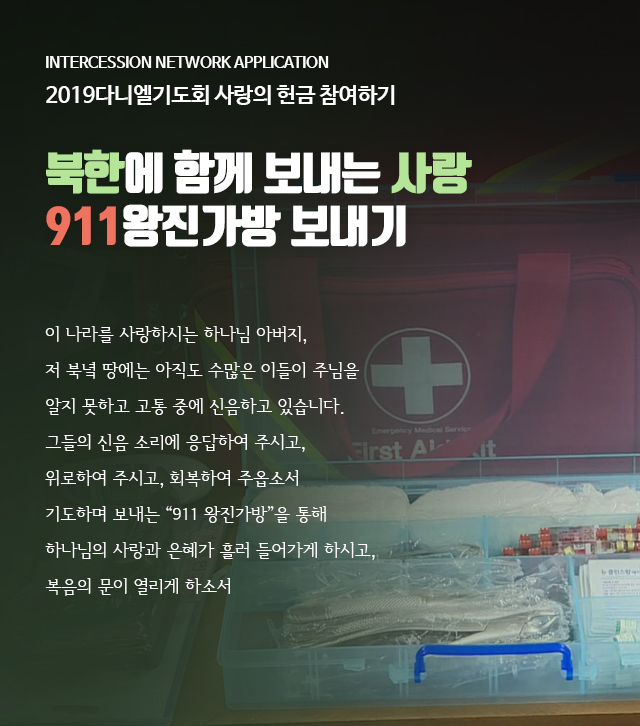 INTERCESSION NETWORK APPLICATION
2019다니엘기도회 사랑의 헌금 참여하기
북한에 함께 보내는 사랑
911왕진가방 보내기
이 나라를 사랑하시는 하나님 아버지,
저 북녘 땅에는 아직도 수많은 이들이 주님을
알지 못하고 고통 중에 신음하고 있습니다.
그들의 신음 소리에 응답하여 주시고,
위로하여 주시고, 회복하여 주옵소서
기도하며 보내는 “911 왕진가방”을 통해
하나님의 사랑과 은혜가 흘러 들어가게 하시고,
복음의 문이 열리게 하소서
Emergency Medical Service
First Aid Kit